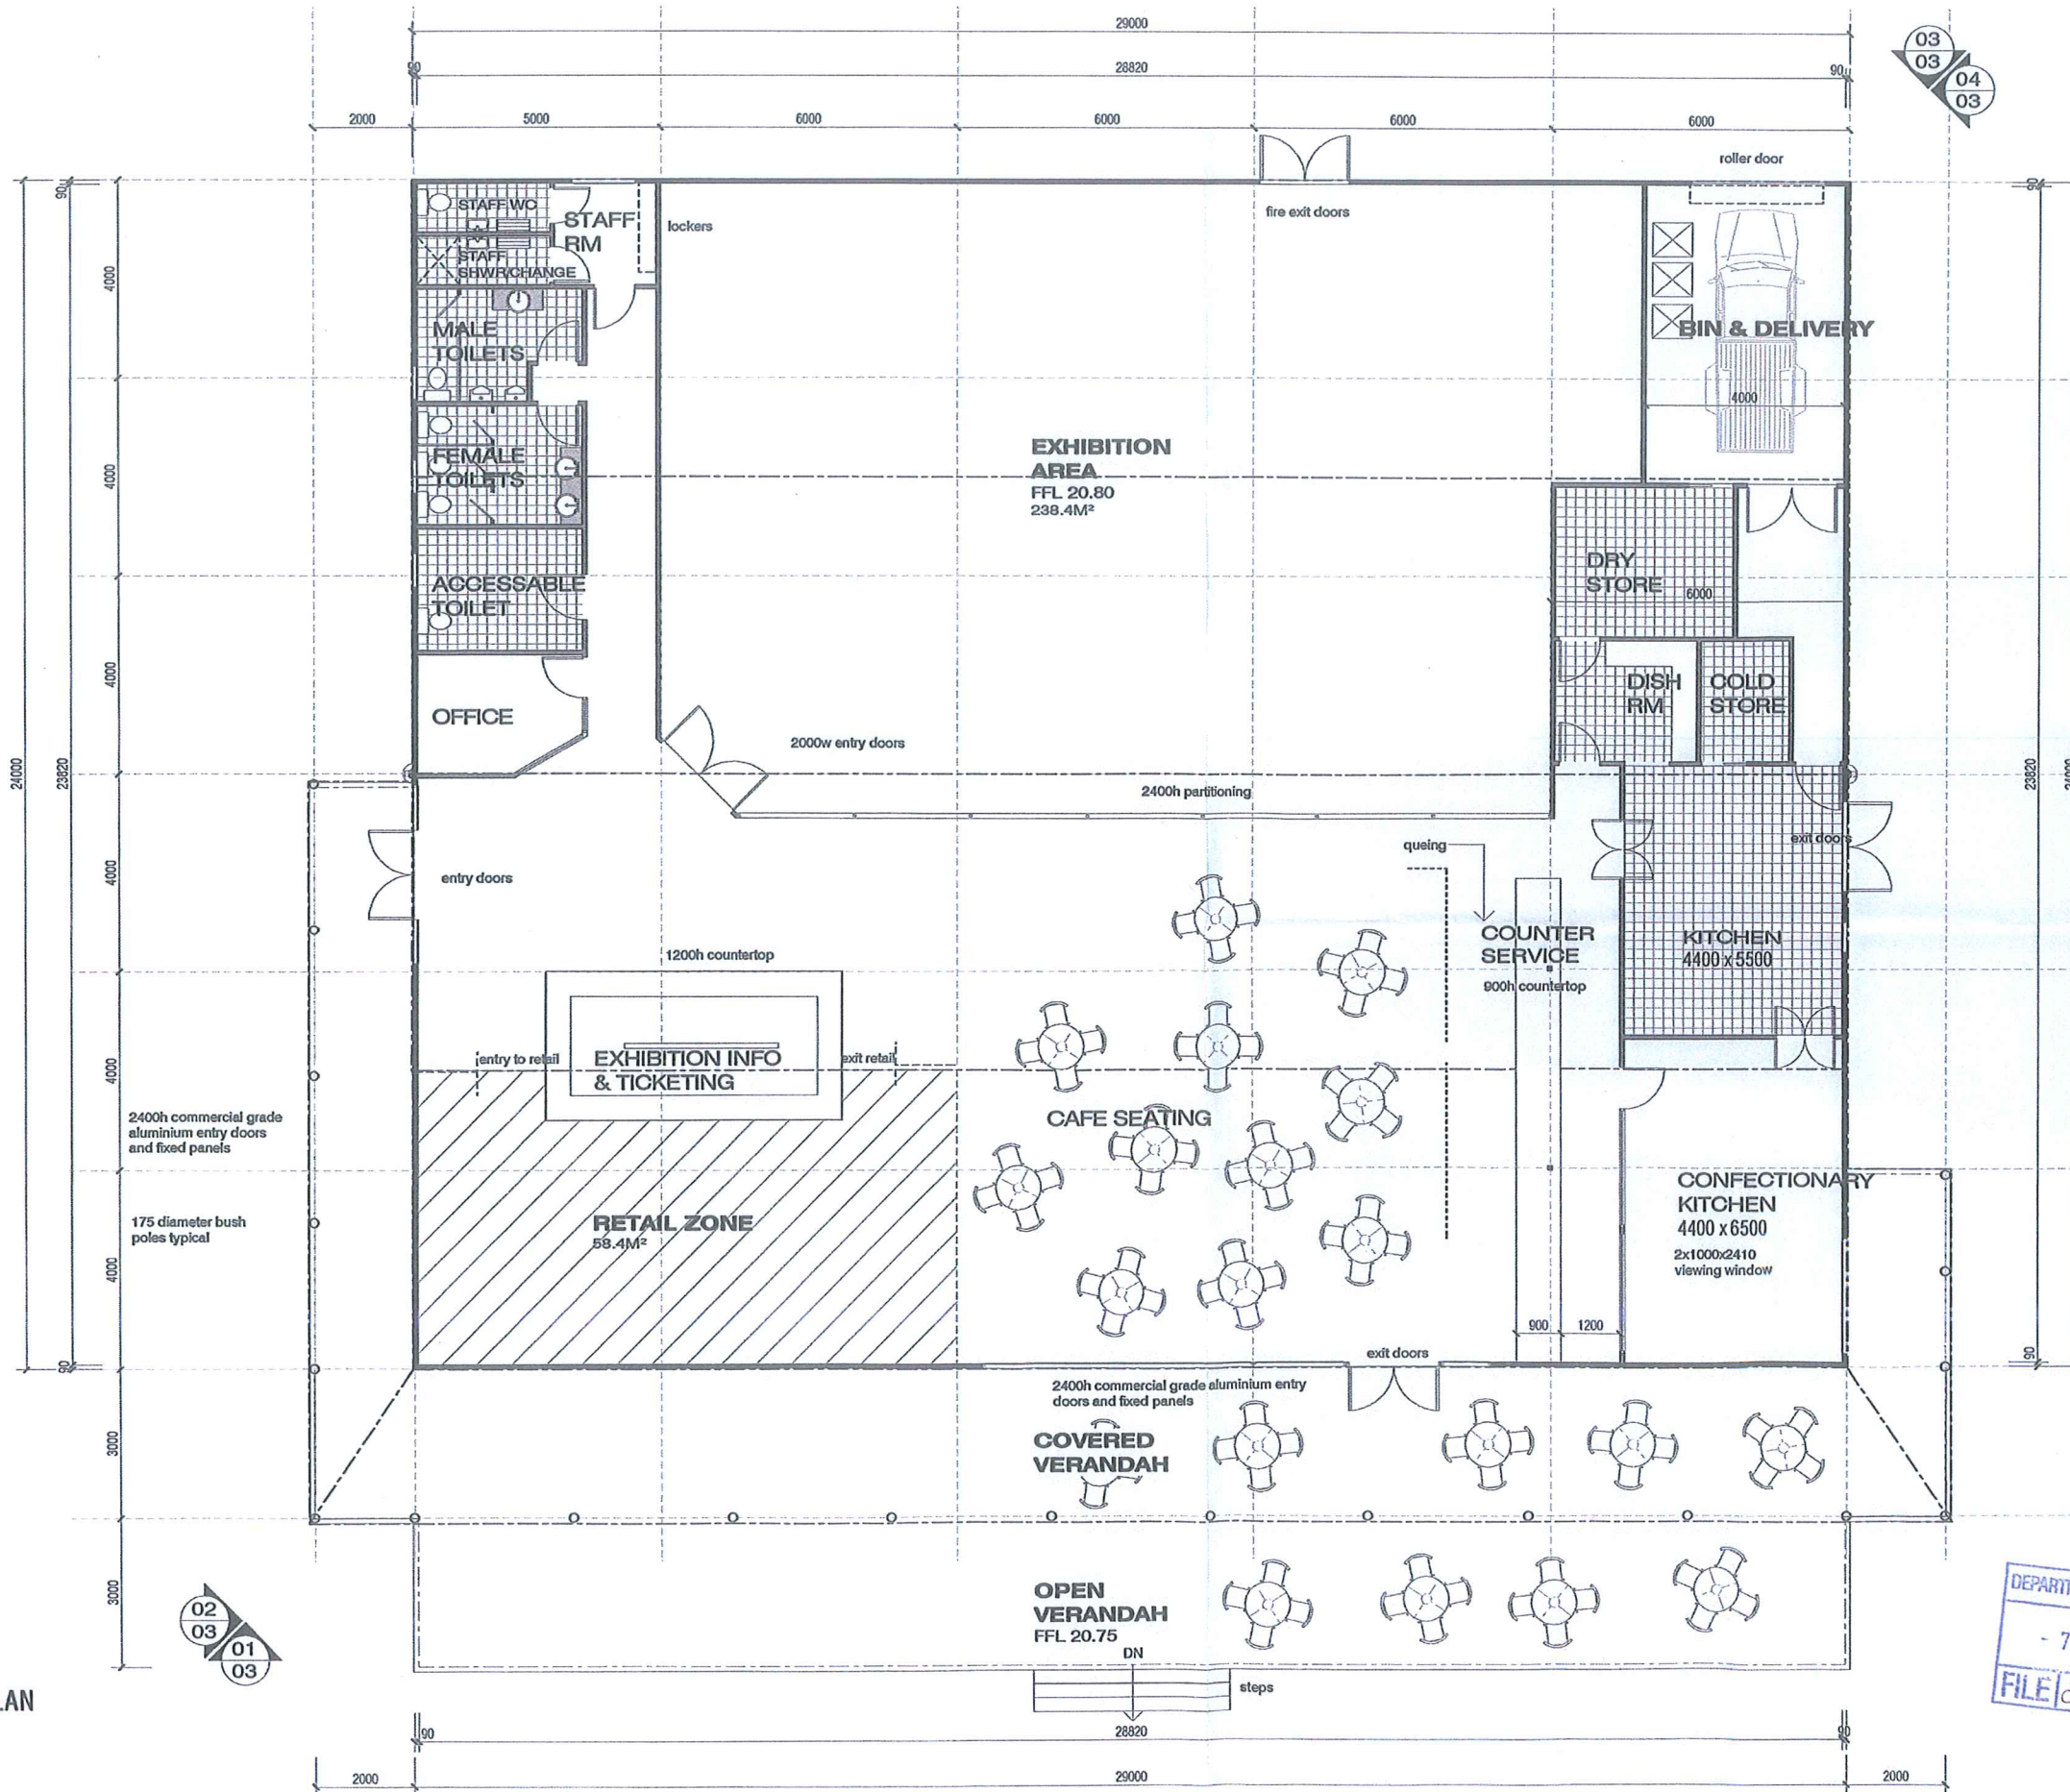 29000
90
28820
90
2000
5000
6000
6000
6000
6000
03
03
04
03
roller door
90
90
STAFF WC
STAFF
RM
lockers
fire exit doors
STAFF
SHWR/CHANGE
4000
MALE
TOILETS
BIN & DELIVERY
4000
EXHIBITION
AREA
FFL 20.80
238.4M²
4000
FEMALE
TOILETS
DRY
STORE
6000
ACCESSABLE
TOILET
4000
DISH
RM
COLD
STORE
OFFICE
2000w entry doors
24000
23820
23820
2400h partitioning
queing
exit doors
entry doors
4000
COUNTER
SERVICE
900h countertop
KITCHEN
4400 x 5500
1200h countertop
entry to retail
EXHIBITION INFO
& TICKETING
exit retail
4000
2400h commercial grade
aluminium entry doors
and fixed panels
CAFE SEATING
CONFECTIONARY
KITCHEN
4400 x 6500
2x1000x2410
viewing window
175 diameter bush
poles typical
RETAIL ZONE
58.4M²
4000
900
1200
exit doors
90
90
2400h commercial grade aluminium entry
doors and fixed panels
COVERED
VERANDAH
3000
OPEN
VERANDAH
FFL 20.75
DN
steps
3000
02
03
01
03
- 7
FILE
90
28820
90
2000
29000
2000